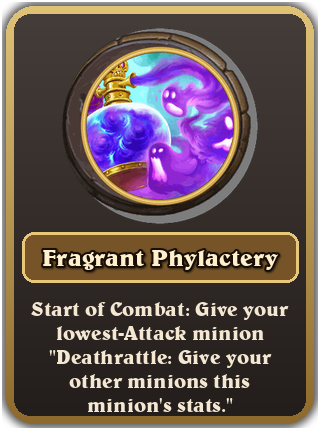 Fragrant Phylactery
Start of Combat: Give your
lowest-Attack minion
"Deathrattle: Give your
other minions this
minion's stats."